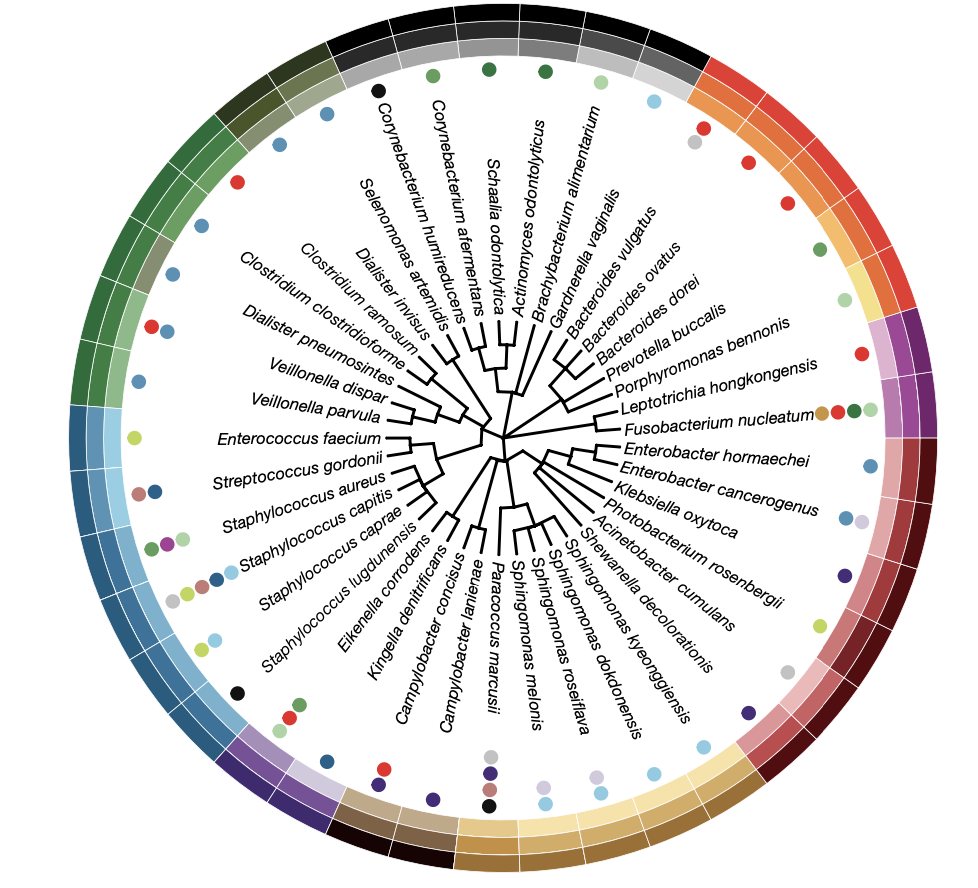 Corynebacterium humireducens
Corynebacterium afermentans
Schaalia odontolytica
Actinomyces odontolyticus
Brachybacterium alimentarium
Gardnerella vaginalis
Bacteroides vulgatus
Bacteroides ovatus
Bacteroides dorei
Prevotella buccalis
Porphyromonas bennonis
Leptotrichia hongkongensis
Fusobacterium nucleatum
Enterobacter hormaechei
Enterobacter cancerogenus
Klebsiella oxytoca
Photobacterium rosenbergii
Acinetobacter cumulans
Shewanella decolorationis
Sphingomonas kyeonggiensis
Sphingomonas dokdonensis
Sphingomonas roseiflava
Sphingomonas melonis
Paracoccus marcusii
Campylobacter lanienae
Campylobacter concisus
Kingella denitrificans
Eikenella corrodens
Staphylococcus lugdunensis
Staphylococcus caprae
Staphylococcus capitis
Staphylococcus aureus
Streptococcus gordonii
Enterococcus faecium
Veillonella parvula
Veillonella dispar
Dialister pneumosintes
Clostridium clostridioforme
Clostridium ramosum
Dialister invisus
Selenomonas artemidis